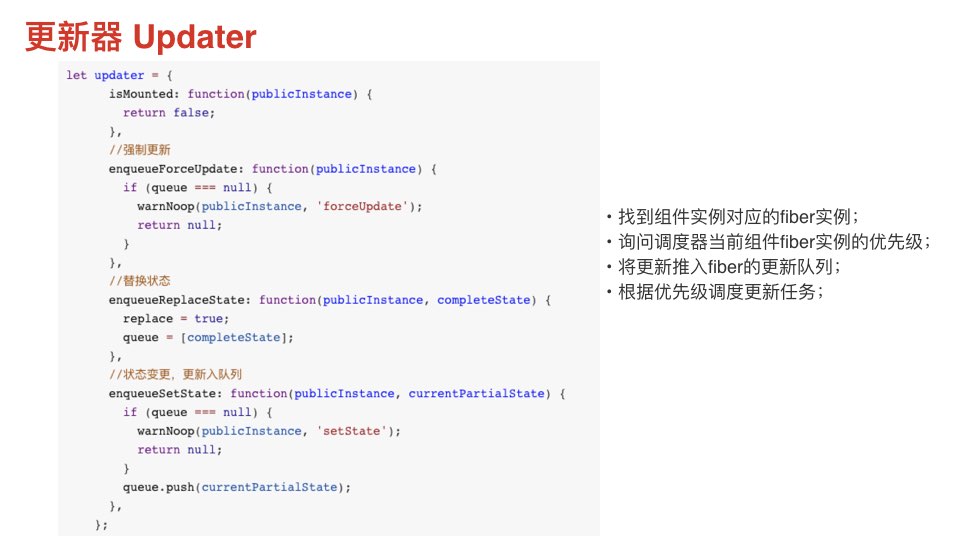 更新器 Updater
let updater = {
isMounted: function(publicInstance) {
return false;
},
//强制更新
enqueueForceUpdate: function(publicInstance) {
if (queue === null) {
warnNoop(publicInstance, 'forceUpdate');
return null;
}
},
//替换状态
enqueueReplaceState: function(publicInstance, completeState) {
replace = true;
queue = [completeState];
},
//状态变更，更新入队列
enqueueSetState: function(publicInstance, currentPartialState) {
if (queue === null) {
warnNoop(publicInstance, 'setState');
return null;
}
queue.push(currentPartialState);
},
};
• 找到组件实例对应的fiber实例；
• 询问调度器当前组件fiber实例的优先级；
• 将更新推入fiber的更新队列；
• 根据优先级调度更新任务；